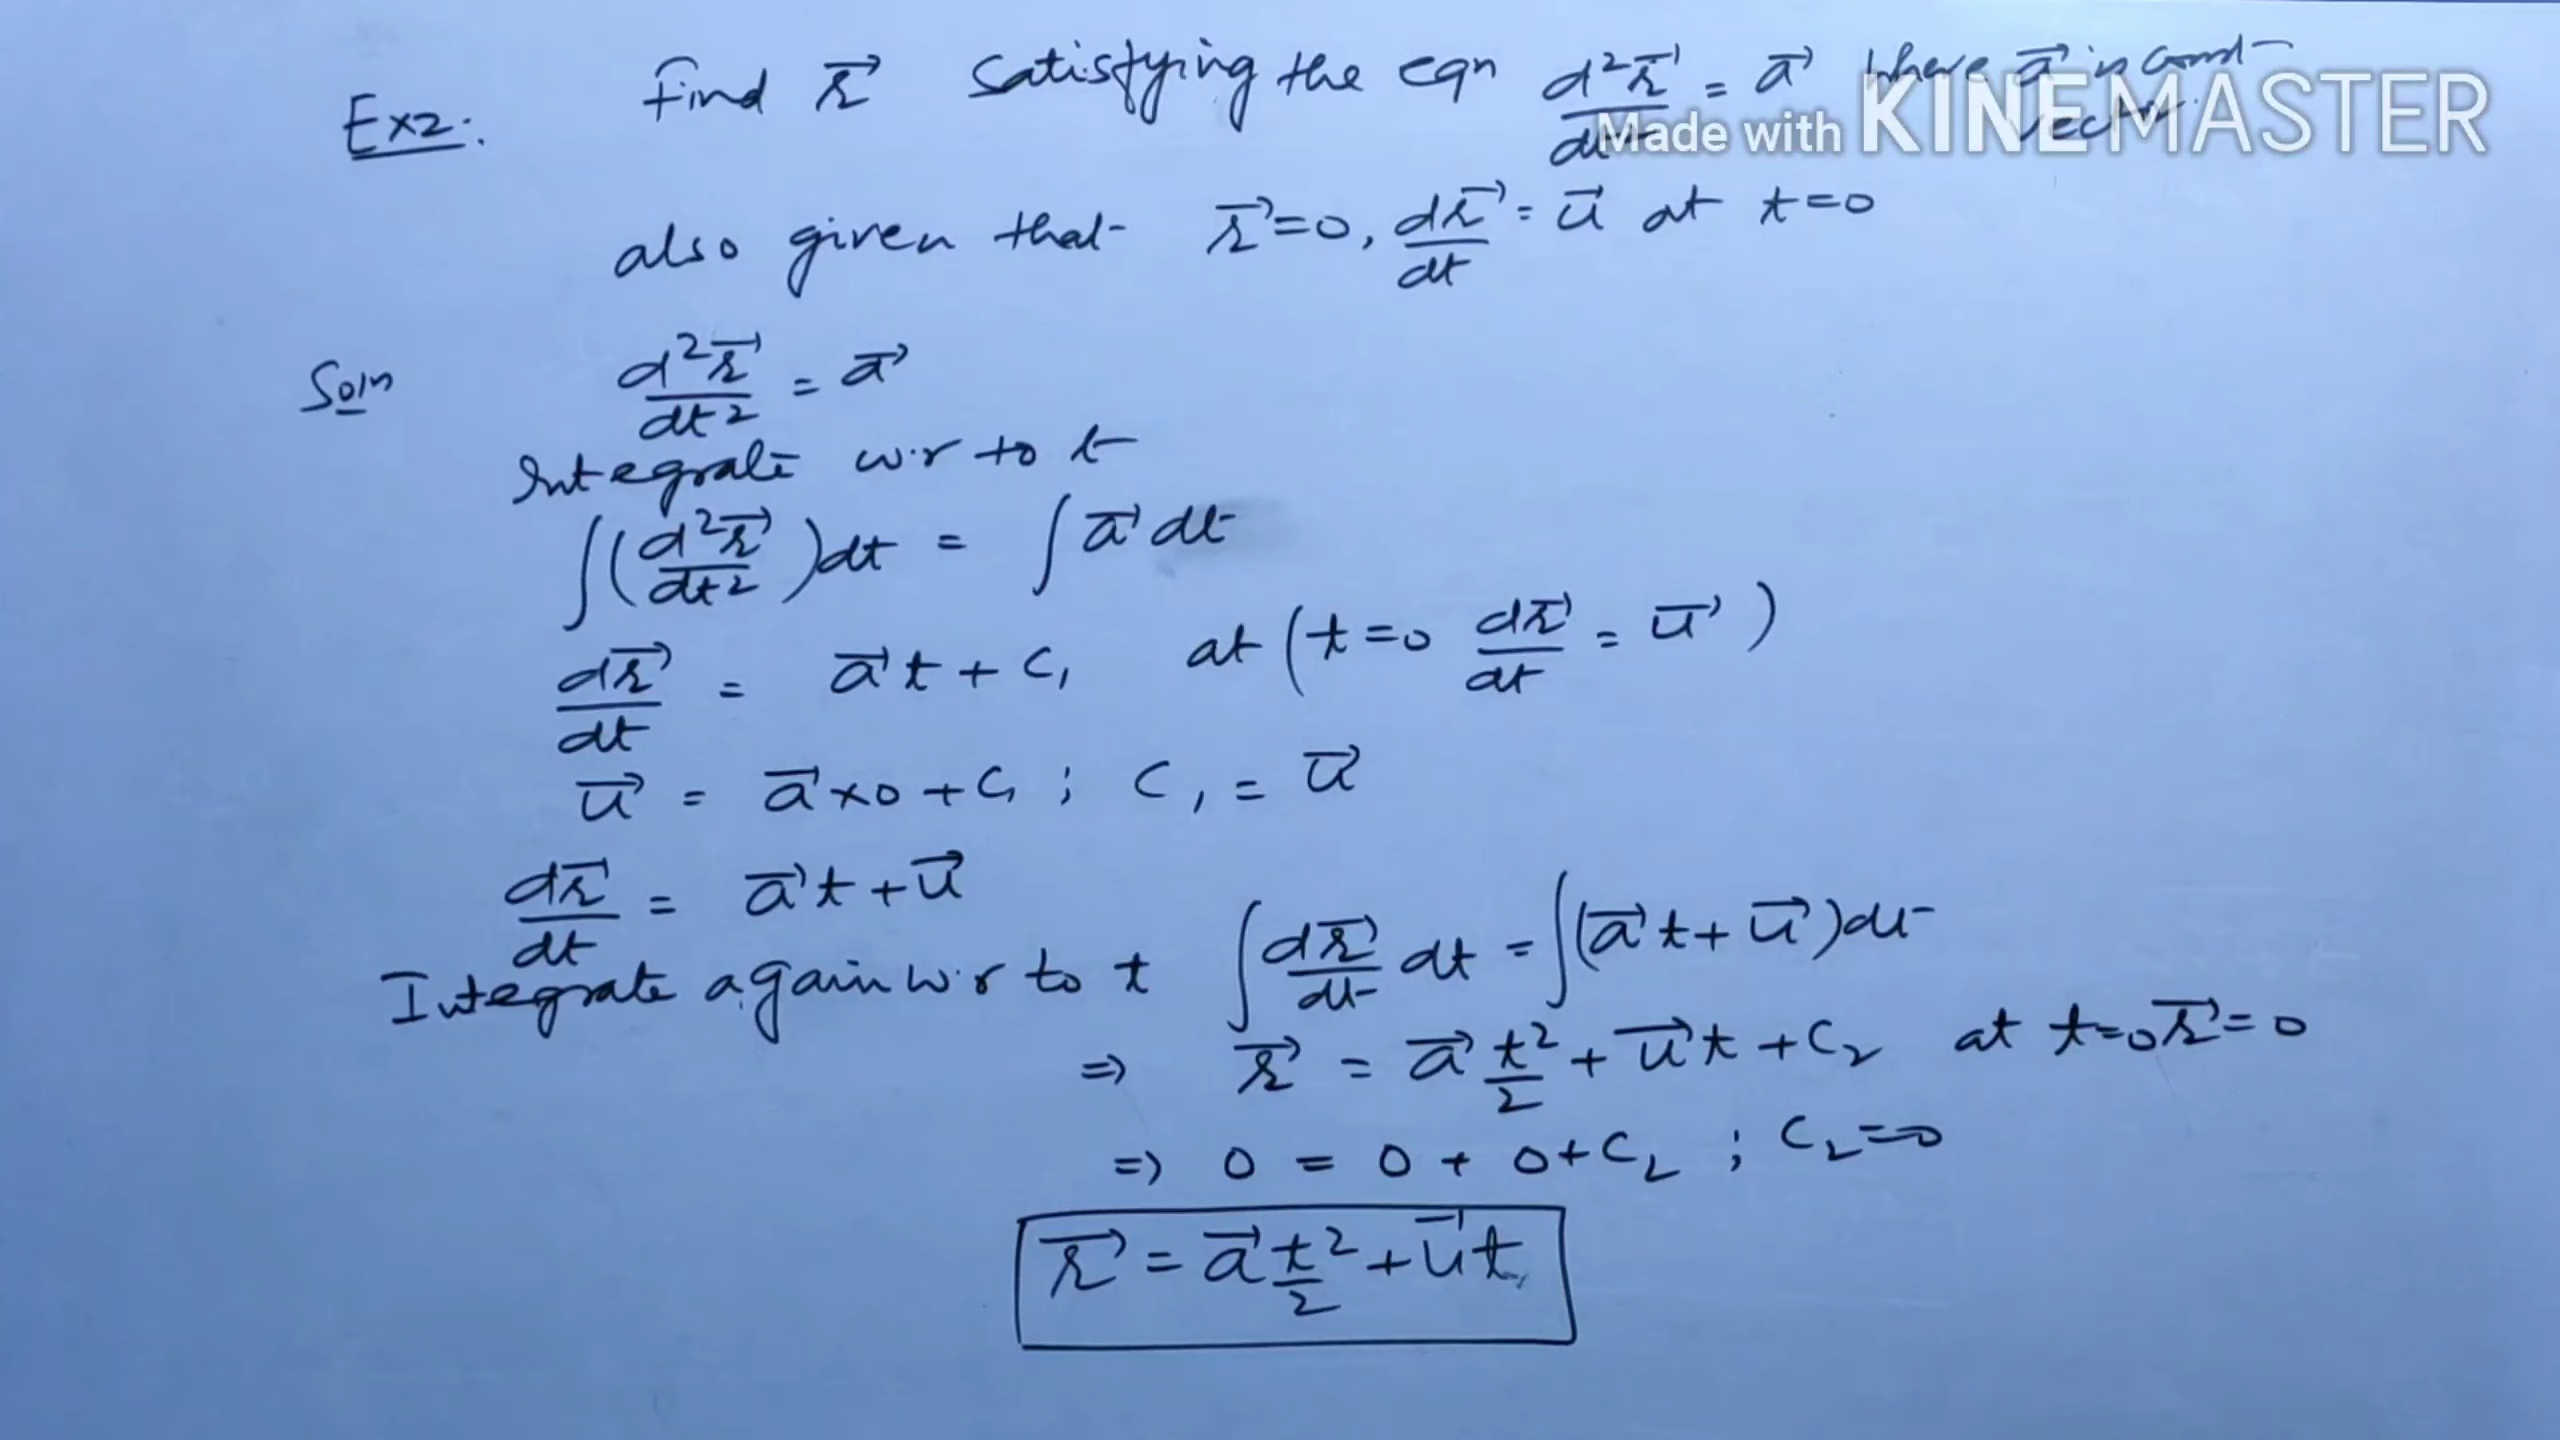 Ex2:. Find r⃗ satisfying the eqn d²r⃗/dt² = a⃗ where a⃗ is const vector
Made with KINEMASTER
also given that r⃗=0, dr⃗/dt = u⃗ at t=0
Soln d²r⃗/dt² = a⃗
Integrate w.r to t
∫(d²r⃗/dt²)dt = ∫a⃗ dt
dr⃗/dt = a⃗t + C₁ at (t=0 dr⃗/dt = u⃗)
u⃗ = a⃗×0 + C₁ ; C₁ = u⃗
dr⃗/dt = a⃗t + u⃗
Integrate again w.r to t ∫dr⃗/dt dt = ∫(a⃗t + u⃗)dt
⇒ r⃗ = a⃗ t²/2 + u⃗t + C₂ at t=0 r⃗=0
⇒ 0 = 0 + 0 + C₂ ; C₂=0
r⃗ = a⃗ t²/2 + u⃗t